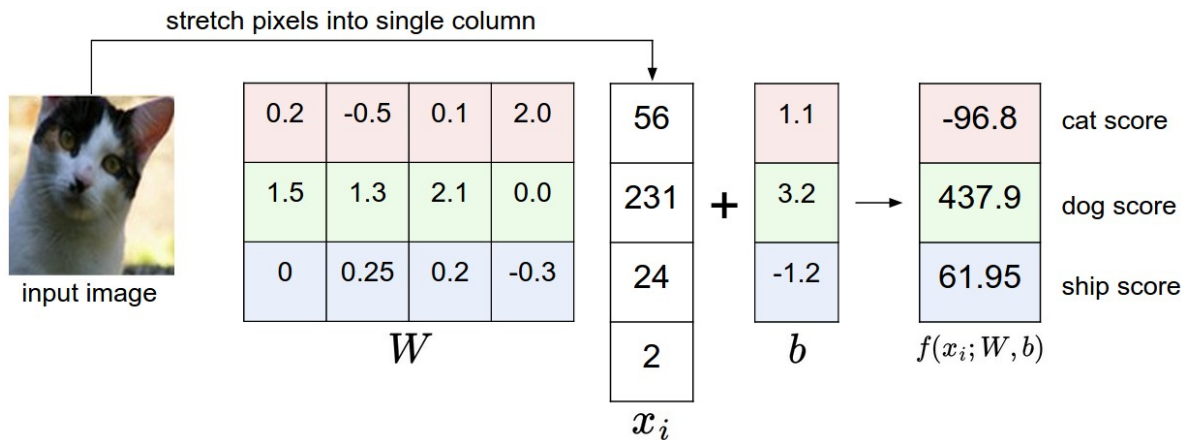 stretch pixels into single column
0.2 -0.5 0.1 2.0
1.5 1.3 2.1 0.0
0 0.25 0.2 -0.3
W
56
231
24
2
x_i
+
1.1
3.2
-1.2
b
-96.8 cat score
437.9 dog score
61.95 ship score
f(x_i; W, b)
input image